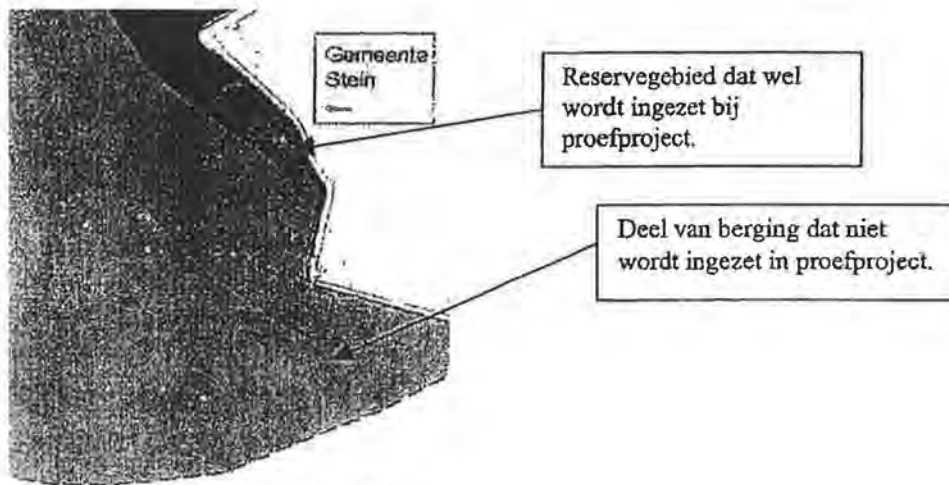 Gemeente
Stein
Reservegebied dat wel
wordt ingezet bij
proefproject.
Deel van berging dat niet
wordt ingezet in proefproject.